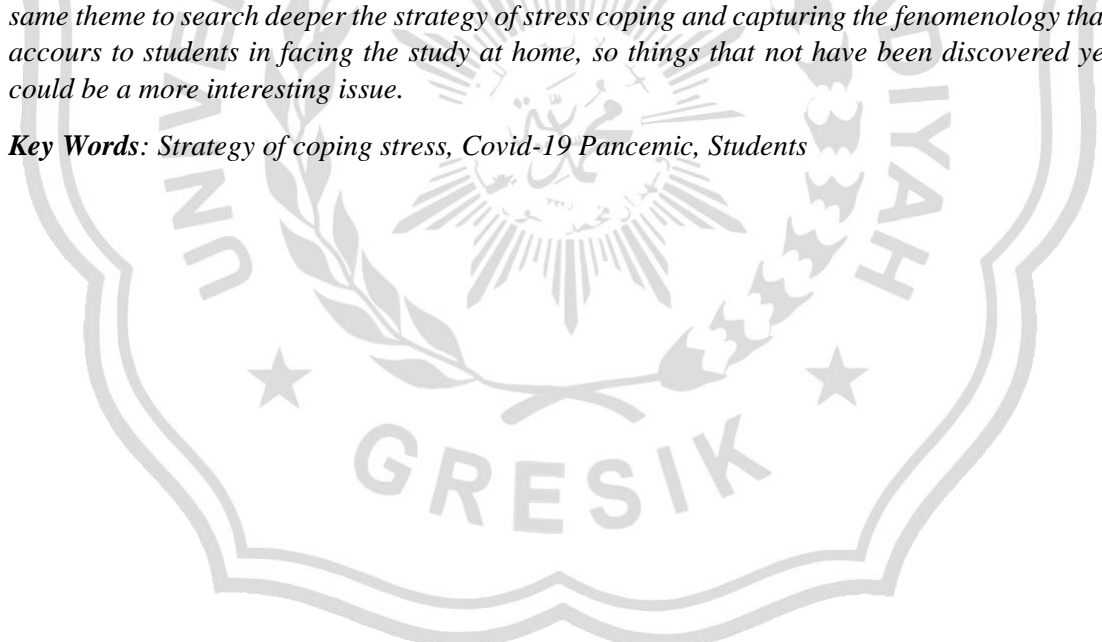 same theme to search deeper the strategy of stress coping and capturing the fenomenology tha
accours to students in facing the study at home, so things that not have been discovered ye
could be a more interesting issue.
Key Words: Strategy of coping stress, Covid-19 Pancemic, Students
GRESIK